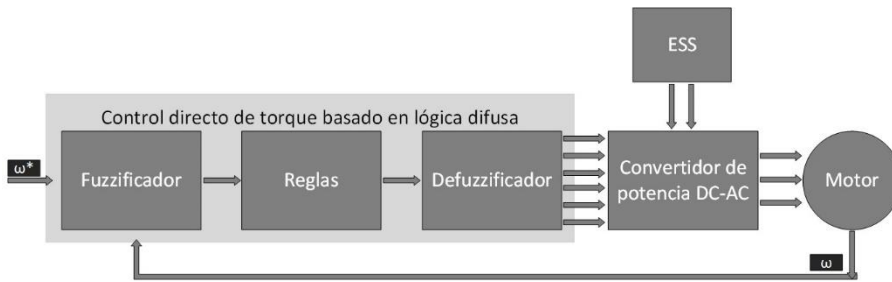 ESS
Control directo de torque basado en lógica difusa
ω*
Fuzzificador
Reglas
Defuzzificador
Convertidor de
potencia DC-AC
Motor
ω